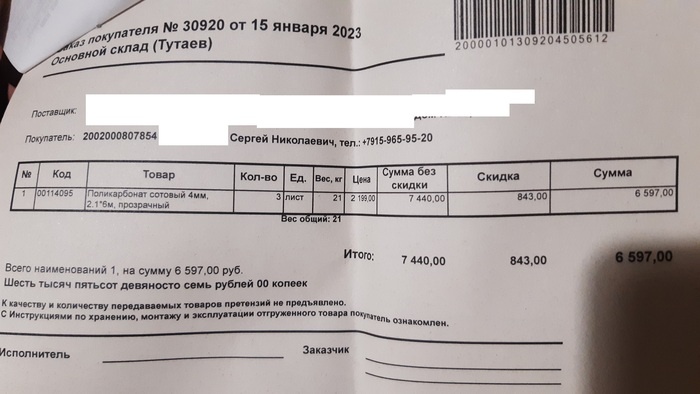 аказ покупателя № 30920 от 15 января 2023
Основной склад (Тутаев)
20000101309204505612
Поставщик:
Покупатель: 2002000807854 Сергей Николаевич, тел.: +7915-965-95-20
№ Код Товар Кол-во Ед. Вес, кг Цена Сумма без скидки Скидка Сумма
1 00114095 Поликарбонат сотовый 4мм, 2.1*6м, прозрачный 3 лист 21 2 199,00 7 440,00 843,00 6 597,00
Вес общий: 21
Итого: 7 440,00 843,00 6 597,00
Всего наименований 1, на сумму 6 597,00 руб.
Шесть тысяч пятьсот девяносто семь рублей 00 копеек
К качеству и количеству передаваемых товаров претензий не предъявлено.
С Инструкциями по хранению, монтажу и эксплуатации отгруженного товара покупатель ознакомлен.
Исполнитель Заказчик